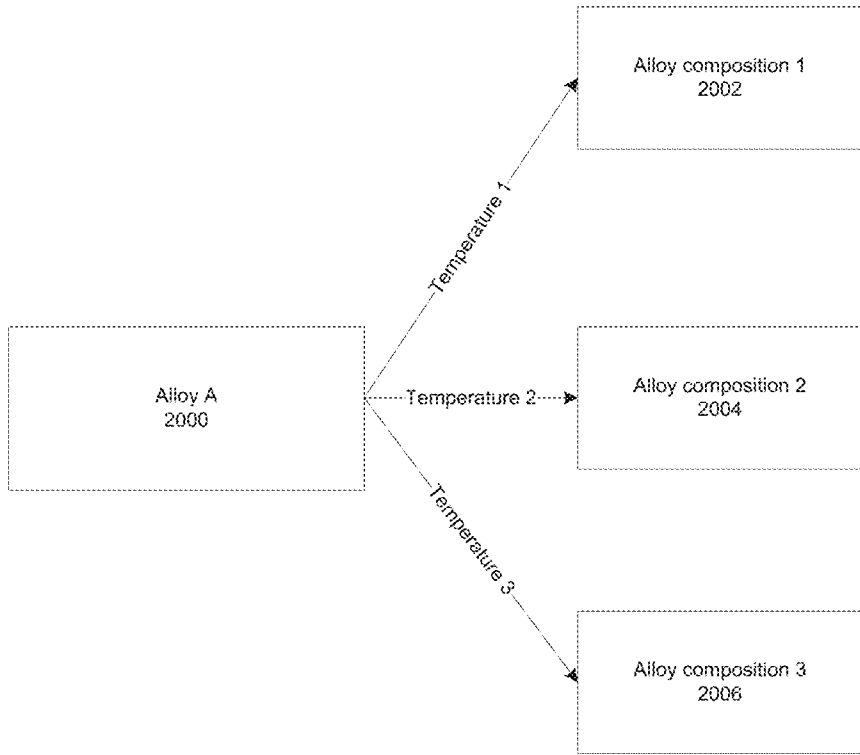 Alloy composition 1
2002
Temperature 1
Alloy A
2000
Temperature 2
Alloy composition 2
2004
Temperature 3
Alloy composition 3
2006